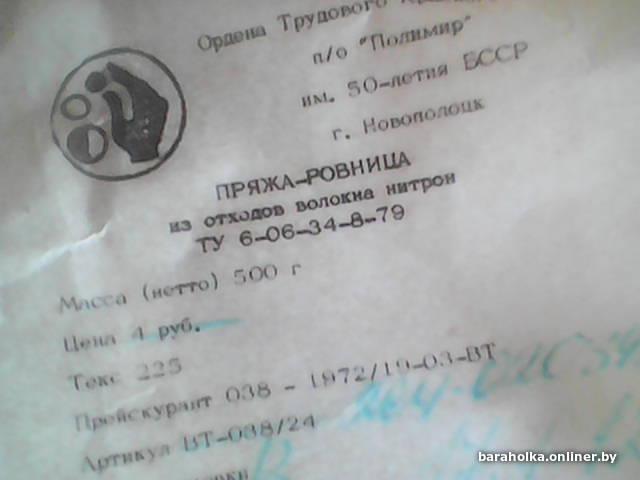 Ордена Трудового
п/о "Полимир"
им. 50-летия БССР
г. Новополоцк
ПРЯЖА-РОВНИЦА
из отходов волокна нитрон
ТУ 6-06-34-8-79
Масса (нетто) 500 г
Цена 4 руб.
Текс 225
Прейскурант 038 - 1972/19-03-ВТ
Артикул ВТ-038/24
baraholka.onliner.by